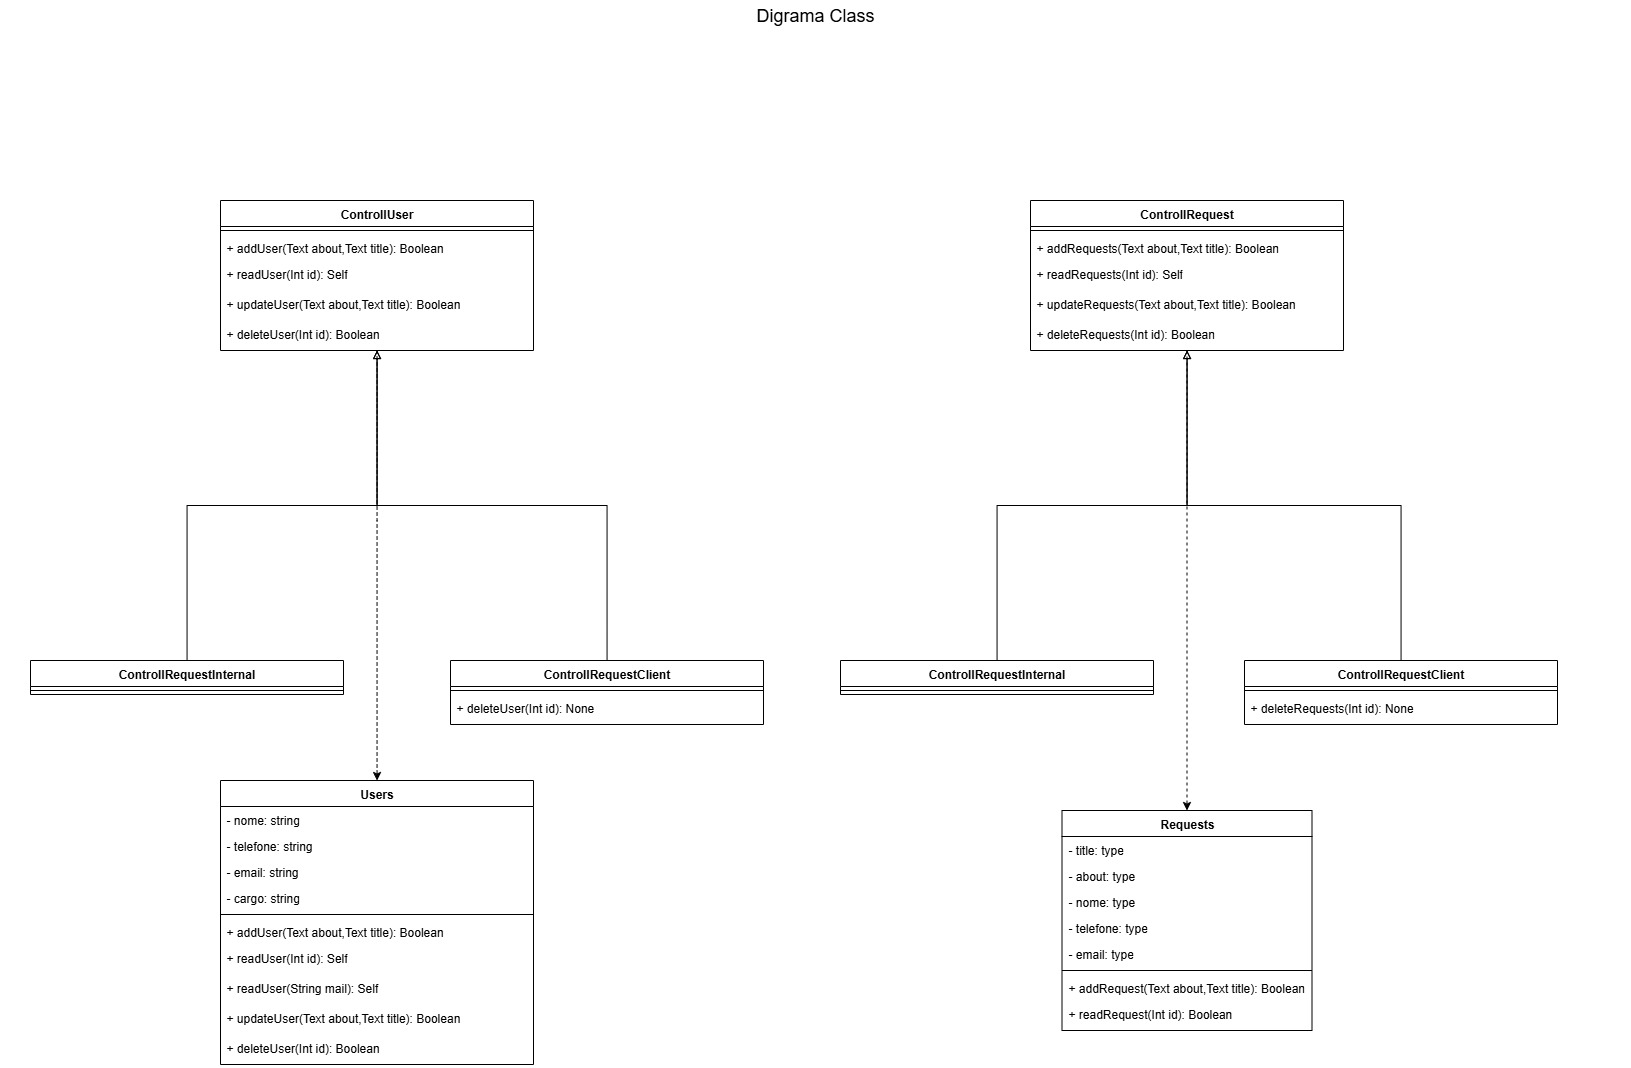 Digrama Class
ControllUser
+ addUser(Text about,Text title): Boolean
+ readUser(Int id): Self
+ updateUser(Text about,Text title): Boolean
+ deleteUser(Int id): Boolean
ControllRequest
+ addRequests(Text about,Text title): Boolean
+ readRequests(Int id): Self
+ updateRequests(Text about,Text title): Boolean
+ deleteRequests(Int id): Boolean
ControllRequestInternal
ControllRequestClient
+ deleteUser(Int id): None
ControllRequestInternal
ControllRequestClient
+ deleteRequests(Int id): None
Users
- nome: string
- telefone: string
- email: string
- cargo: string
+ addUser(Text about,Text title): Boolean
+ readUser(Int id): Self
+ readUser(String mail): Self
+ updateUser(Text about,Text title): Boolean
+ deleteUser(Int id): Boolean
Requests
- title: type
- about: type
- nome: type
- telefone: type
- email: type
+ addRequest(Text about,Text title): Boolean
+ readRequest(Int id): Boolean